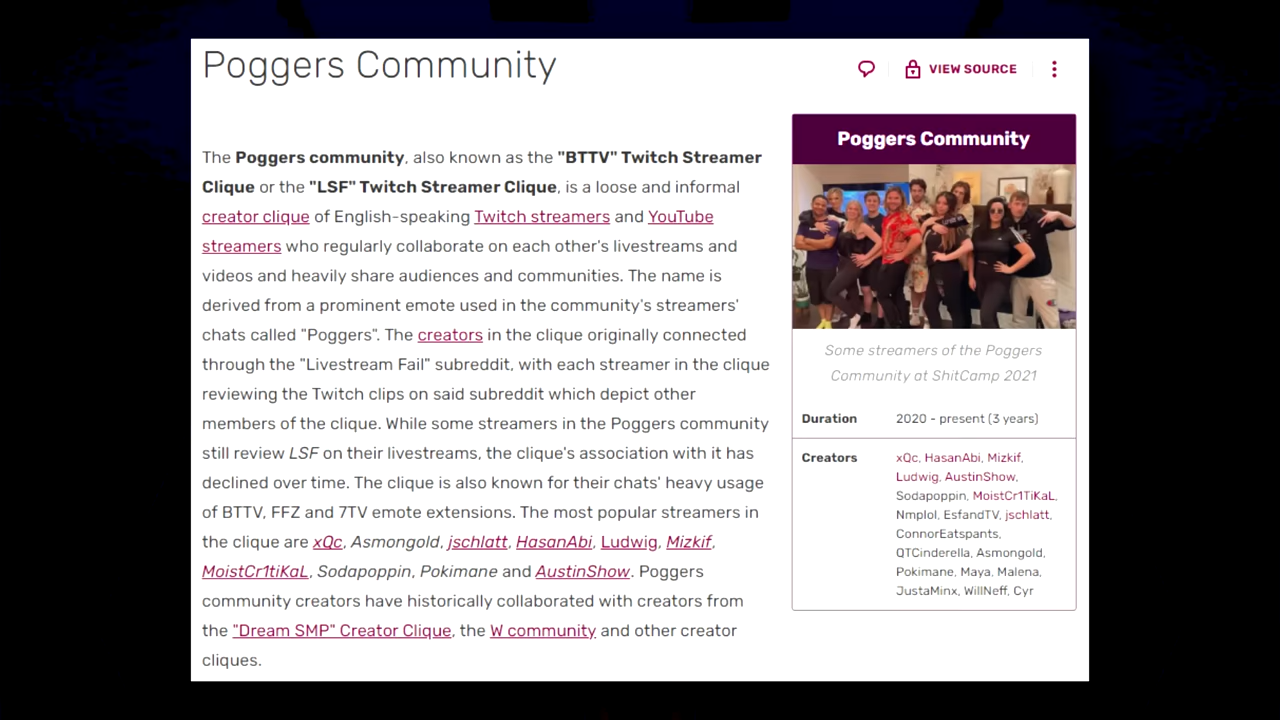 Poggers Community
VIEW SOURCE
The Poggers community, also known as the "BTTV" Twitch Streamer
Clique or the "LSF" Twitch Streamer Clique, is a loose and informal
creator clique of English-speaking Twitch streamers and YouTube
streamers who regularly collaborate on each other's livestreams and
videos and heavily share audiences and communities. The name is
derived from a prominent emote used in the community's streamers'
chats called "Poggers". The creators in the clique originally connected
through the "Livestream Fail" subreddit, with each streamer in the clique
reviewing the Twitch clips on said subreddit which depict other
members of the clique. While some streamers in the Poggers community
still review LSF on their livestreams, the clique's association with it has
declined over time. The clique is also known for their chats' heavy usage
of BTTV, FFZ and 7TV emote extensions. The most popular streamers in
the clique are xQc, Asmongold, jschlatt, HasanAbi, Ludwig, Mizkif,
MoistCr1tiKaL, Sodapoppin, Pokimane and AustinShow. Poggers
community creators have historically collaborated with creators from
the "Dream SMP" Creator Clique, the W community and other creator
cliques.
Poggers Community
Some streamers of the Poggers
Community at ShitCamp 2021
Duration 2020 - present (3 years)
Creators xQc, HasanAbi, Mizkif,
Ludwig, AustinShow,
Sodapoppin, MoistCr1TiKaL,
Nmplol, EsfandTV, jschlatt,
ConnorEatspants,
QTCinderella, Asmongold,
Pokimane, Maya, Malena,
JustaMinx, WillNeff, Cyr